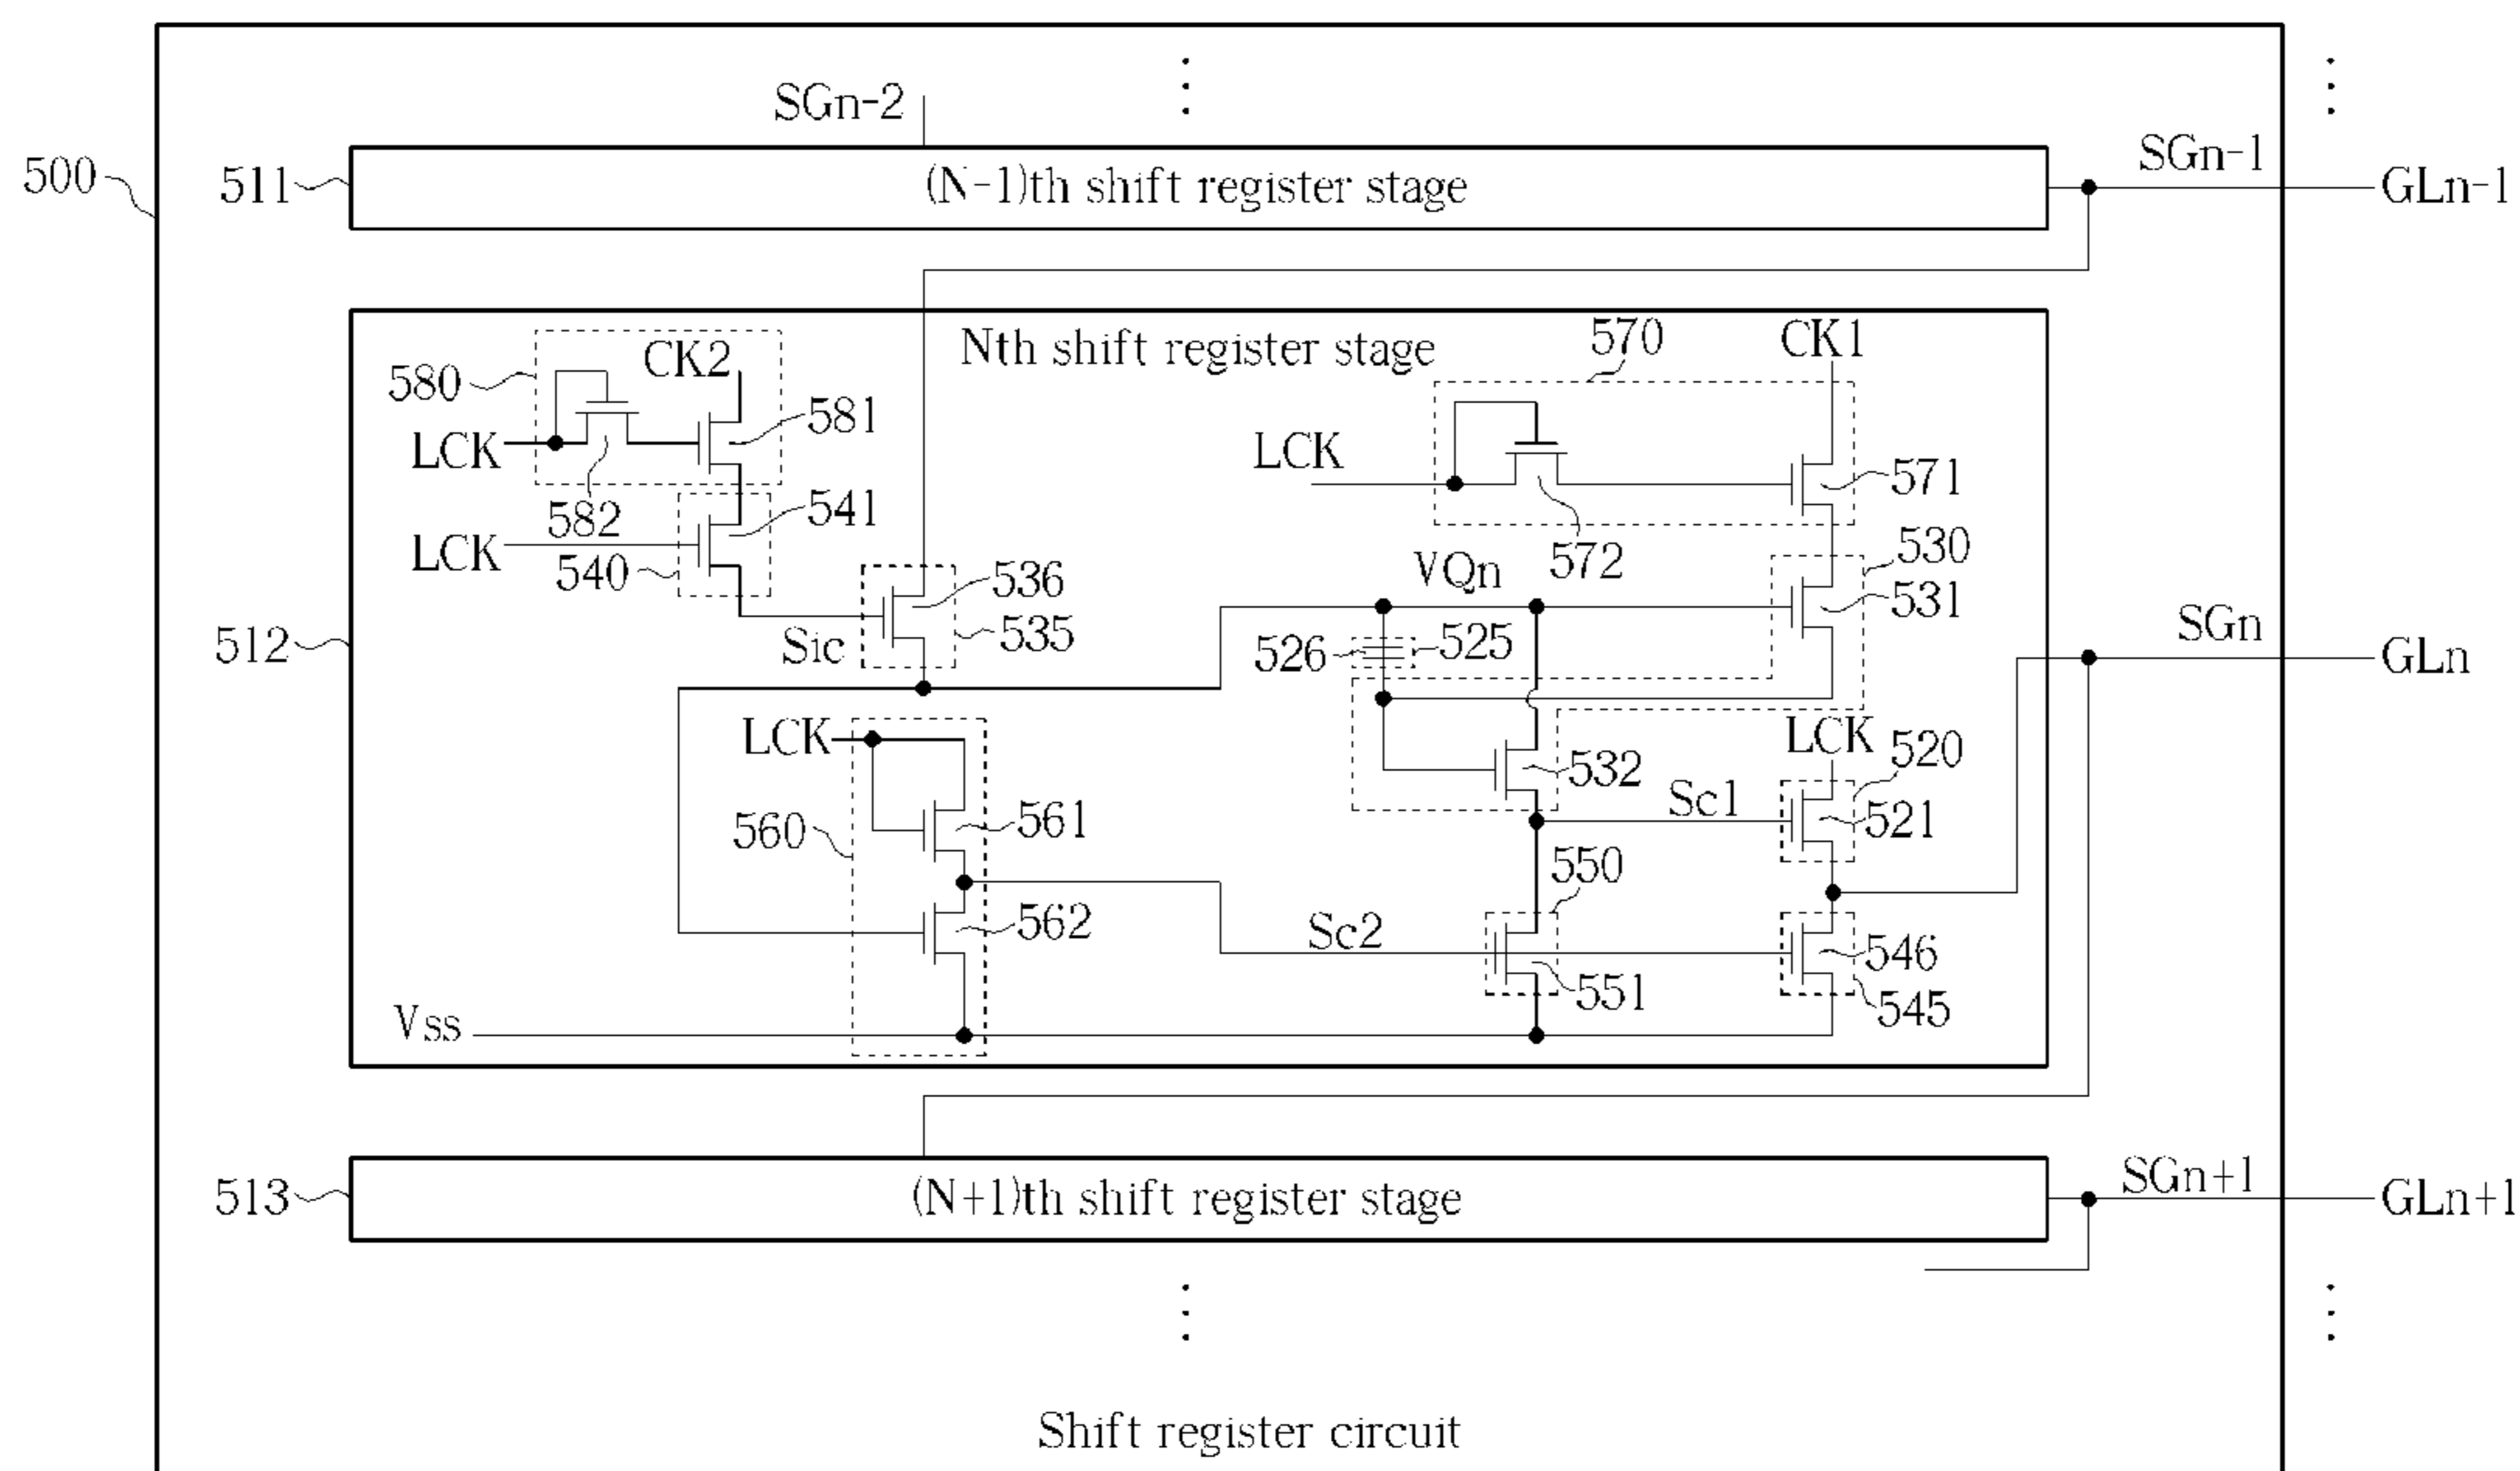 SGn-2
500
511
(N-1)th shift register stage
SGn-1
GLn-1
Nth shift register stage
570
CK1
580
CK2
581
LCK
LCK
571
582
541
530
LCK
540
572
VQn
536
531
512
Sic
535
526
525
SGn
GLn
LCK
LCK
520
532
560
561
Sc1
521
550
562
Sc2
546
551
545
Vss
513
(N+1)th shift register stage
SGn+1
GLn+1
Shift register circuit